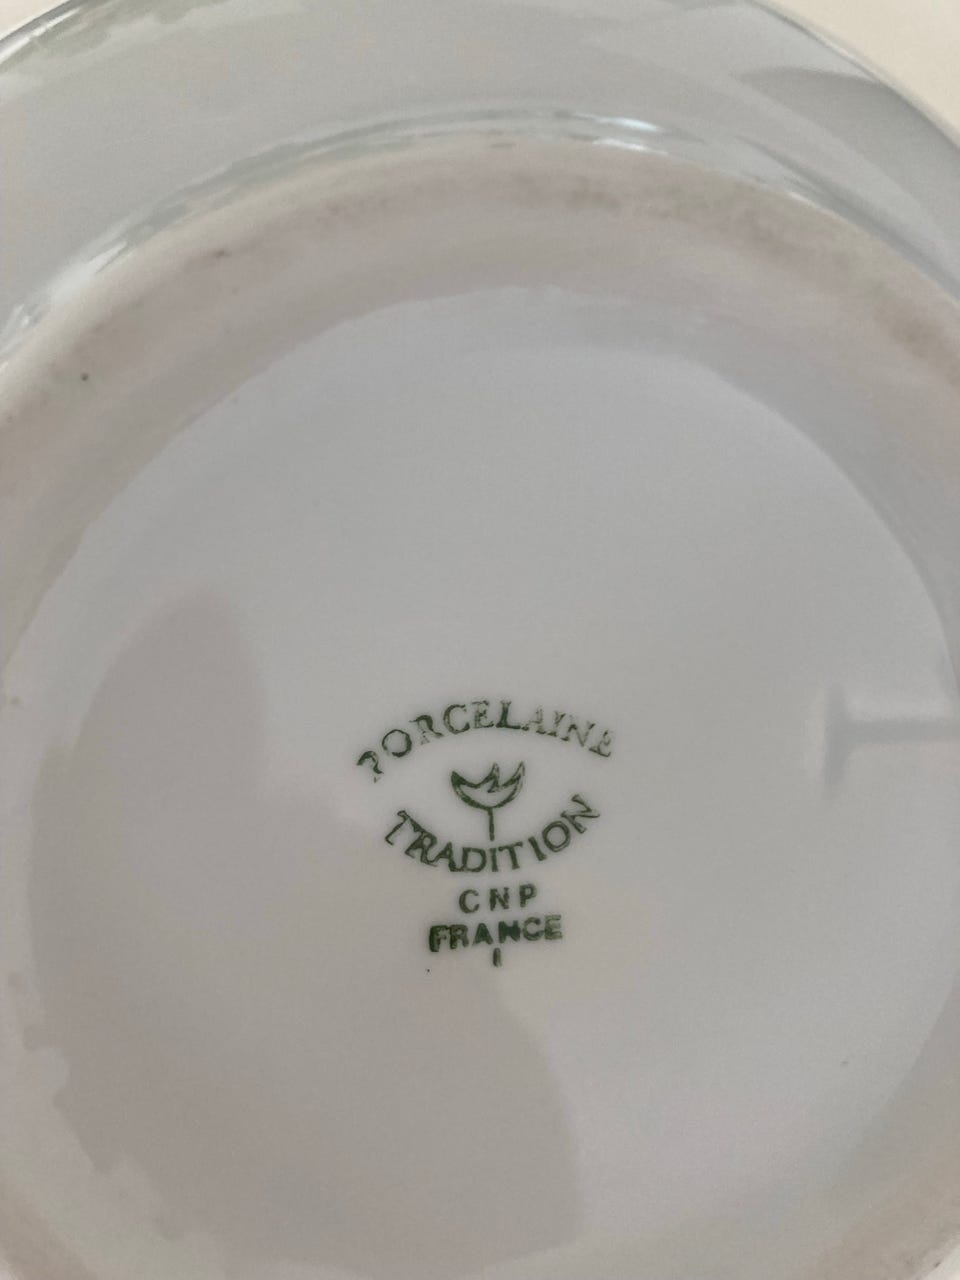 PORCELAINE
TRADITION
CNP
FRANCE
I